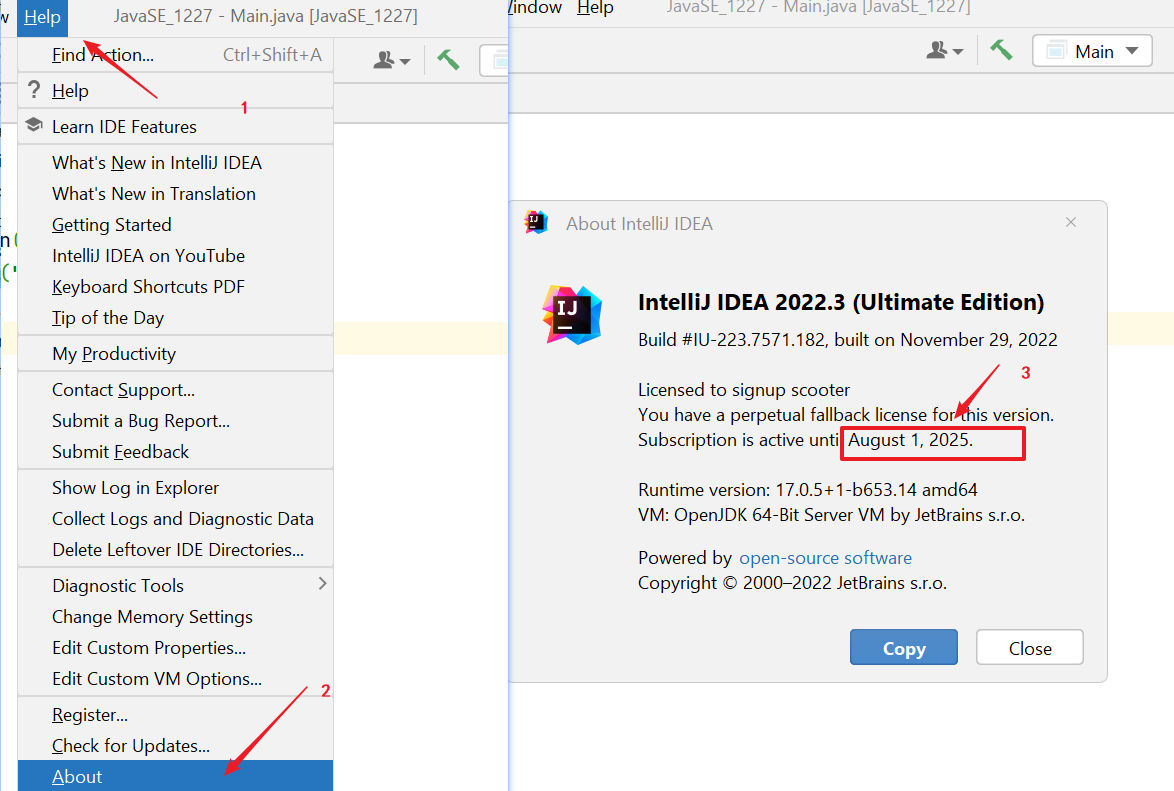 Help
JavaSE_1227 - Main.java [JavaSE_1227]
Find Action... Ctrl+Shift+A
1
? Help
Learn IDE Features
What's New in IntelliJ IDEA
What's New in Translation
Getting Started
IntelliJ IDEA on YouTube
Keyboard Shortcuts PDF
Tip of the Day
My Productivity
Contact Support...
Submit a Bug Report...
Submit Feedback
Show Log in Explorer
Collect Logs and Diagnostic Data
Delete Leftover IDE Directories...
Diagnostic Tools
Change Memory Settings
Edit Custom Properties...
Edit Custom VM Options...
2
Register...
Check for Updates...
About
Window Help JavaSE_1227 - Main.java [JavaSE_1227]
Main
IJ About IntelliJ IDEA
IJ
IntelliJ IDEA 2022.3 (Ultimate Edition)
Build #IU-223.7571.182, built on November 29, 2022
3
Licensed to signup scooter
You have a perpetual fallback license for this version.
Subscription is active until August 1, 2025.
Runtime version: 17.0.5+1-b653.14 amd64
VM: OpenJDK 64-Bit Server VM by JetBrains s.r.o.
Powered by open-source software
Copyright © 2000–2022 JetBrains s.r.o.
Copy Close